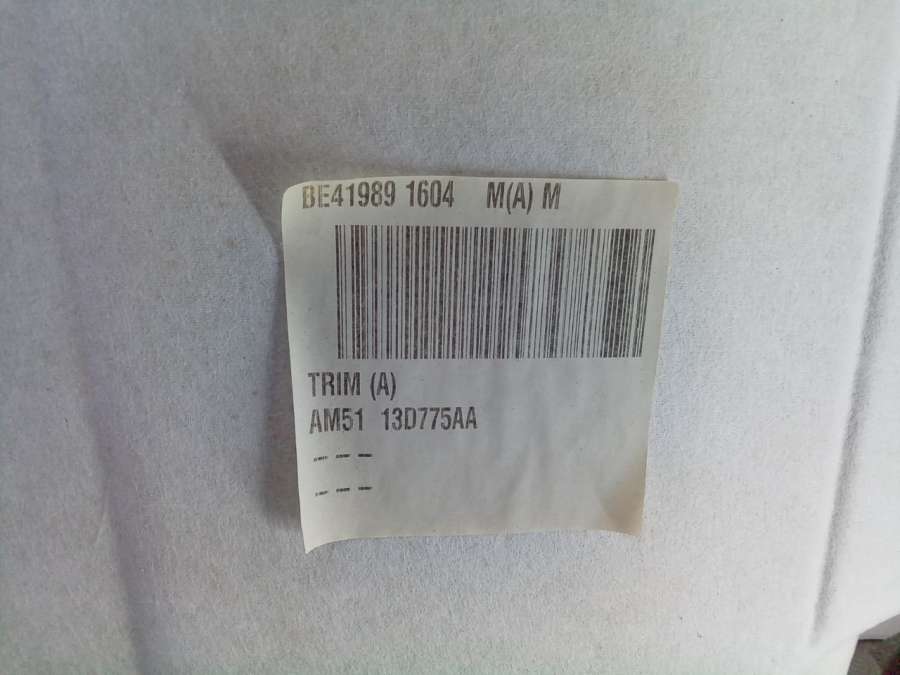 BE41989 1604 M(A) M
TRIM (A)
AM51 13D775AA
--- --- ---
--- --- ---